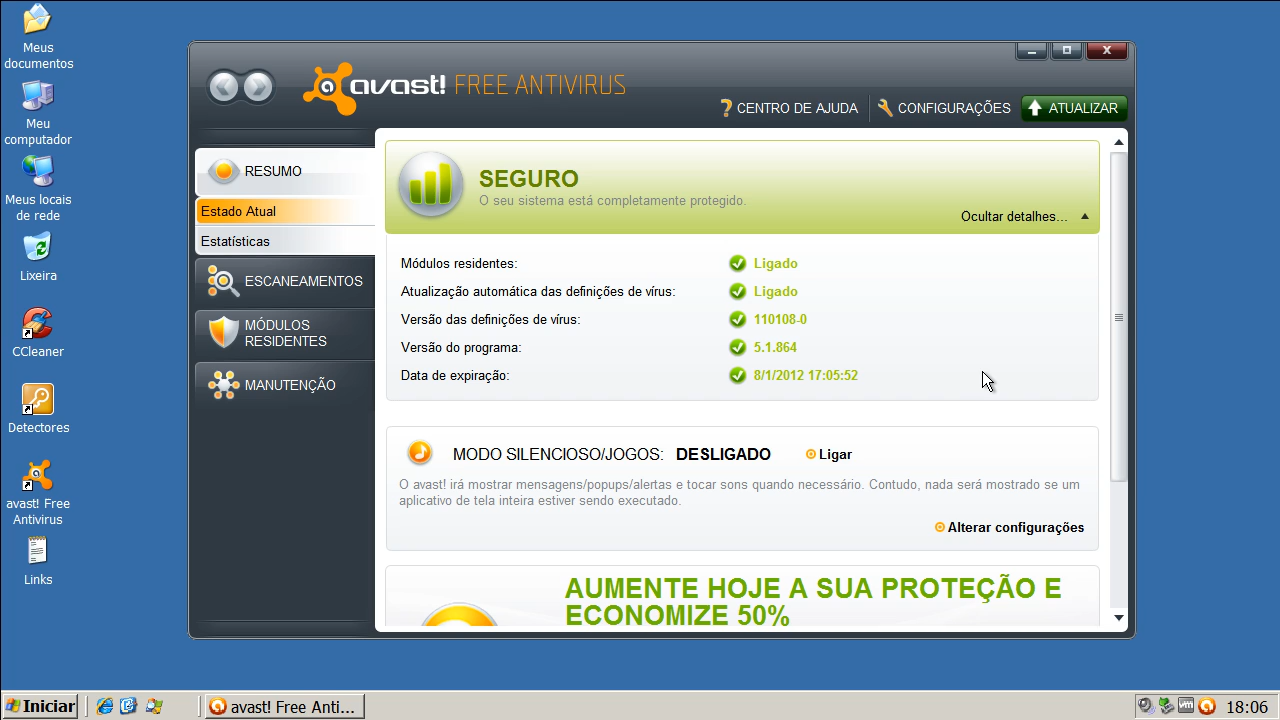 Meus
documentos
Meu
computador
Meus locais
de rede
Lixeira
CCleaner
Detectores
avast! Free
Antivirus
Links
avast! FREE ANTIVIRUS
CENTRO DE AJUDA
CONFIGURAÇÕES
ATUALIZAR
RESUMO
Estado Atual
Estatísticas
ESCANEAMENTOS
MÓDULOS
RESIDENTES
MANUTENÇÃO
SEGURO
O seu sistema está completamente protegido.
Ocultar detalhes...
Módulos residentes: Ligado
Atualização automática das definições de vírus: Ligado
Versão das definições de vírus: 110108-0
Versão do programa: 5.1.864
Data de expiração: 8/1/2012 17:05:52
MODO SILENCIOSO/JOGOS: DESLIGADO Ligar
O avast! irá mostrar mensagens/popups/alertas e tocar sons quando necessário. Contudo, nada será mostrado se um
aplicativo de tela inteira estiver sendo executado.
Alterar configurações
AUMENTE HOJE A SUA PROTEÇÃO E
ECONOMIZE 50%
Iniciar
avast! Free Anti...
18:06